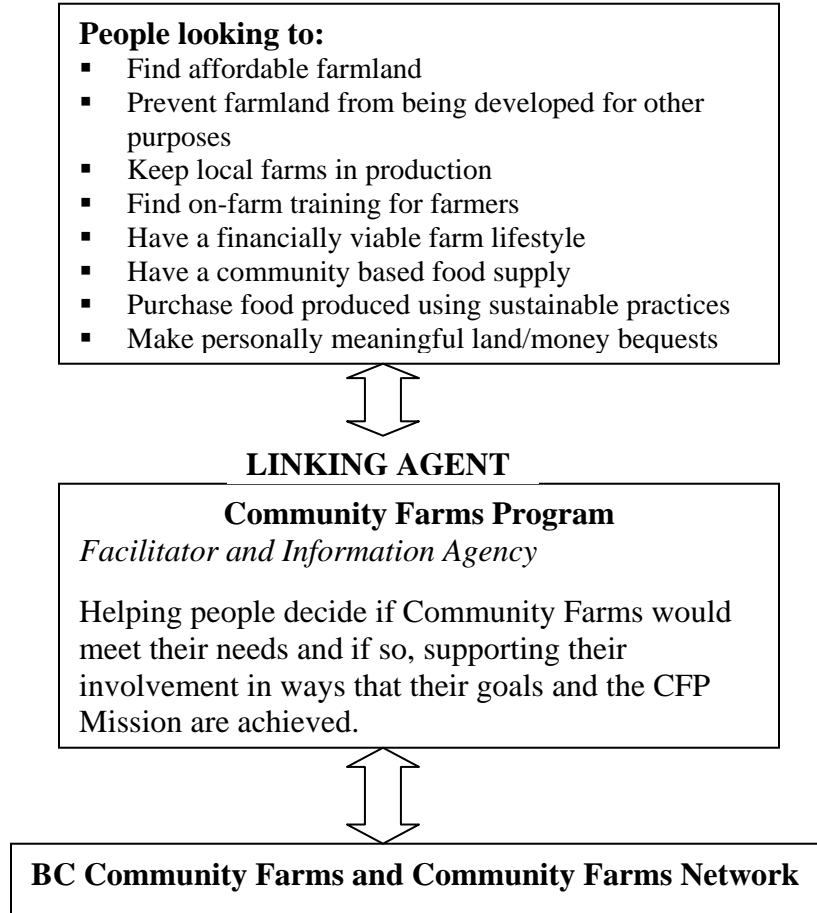 People looking to:
▪ Find affordable farmland
▪ Prevent farmland from being developed for other
purposes
▪ Keep local farms in production
▪ Find on-farm training for farmers
▪ Have a financially viable farm lifestyle
▪ Have a community based food supply
▪ Purchase food produced using sustainable practices
▪ Make personally meaningful land/money bequests
LINKING AGENT
Community Farms Program
Facilitator and Information Agency
Helping people decide if Community Farms would
meet their needs and if so, supporting their
involvement in ways that their goals and the CFP
Mission are achieved.
BC Community Farms and Community Farms Network